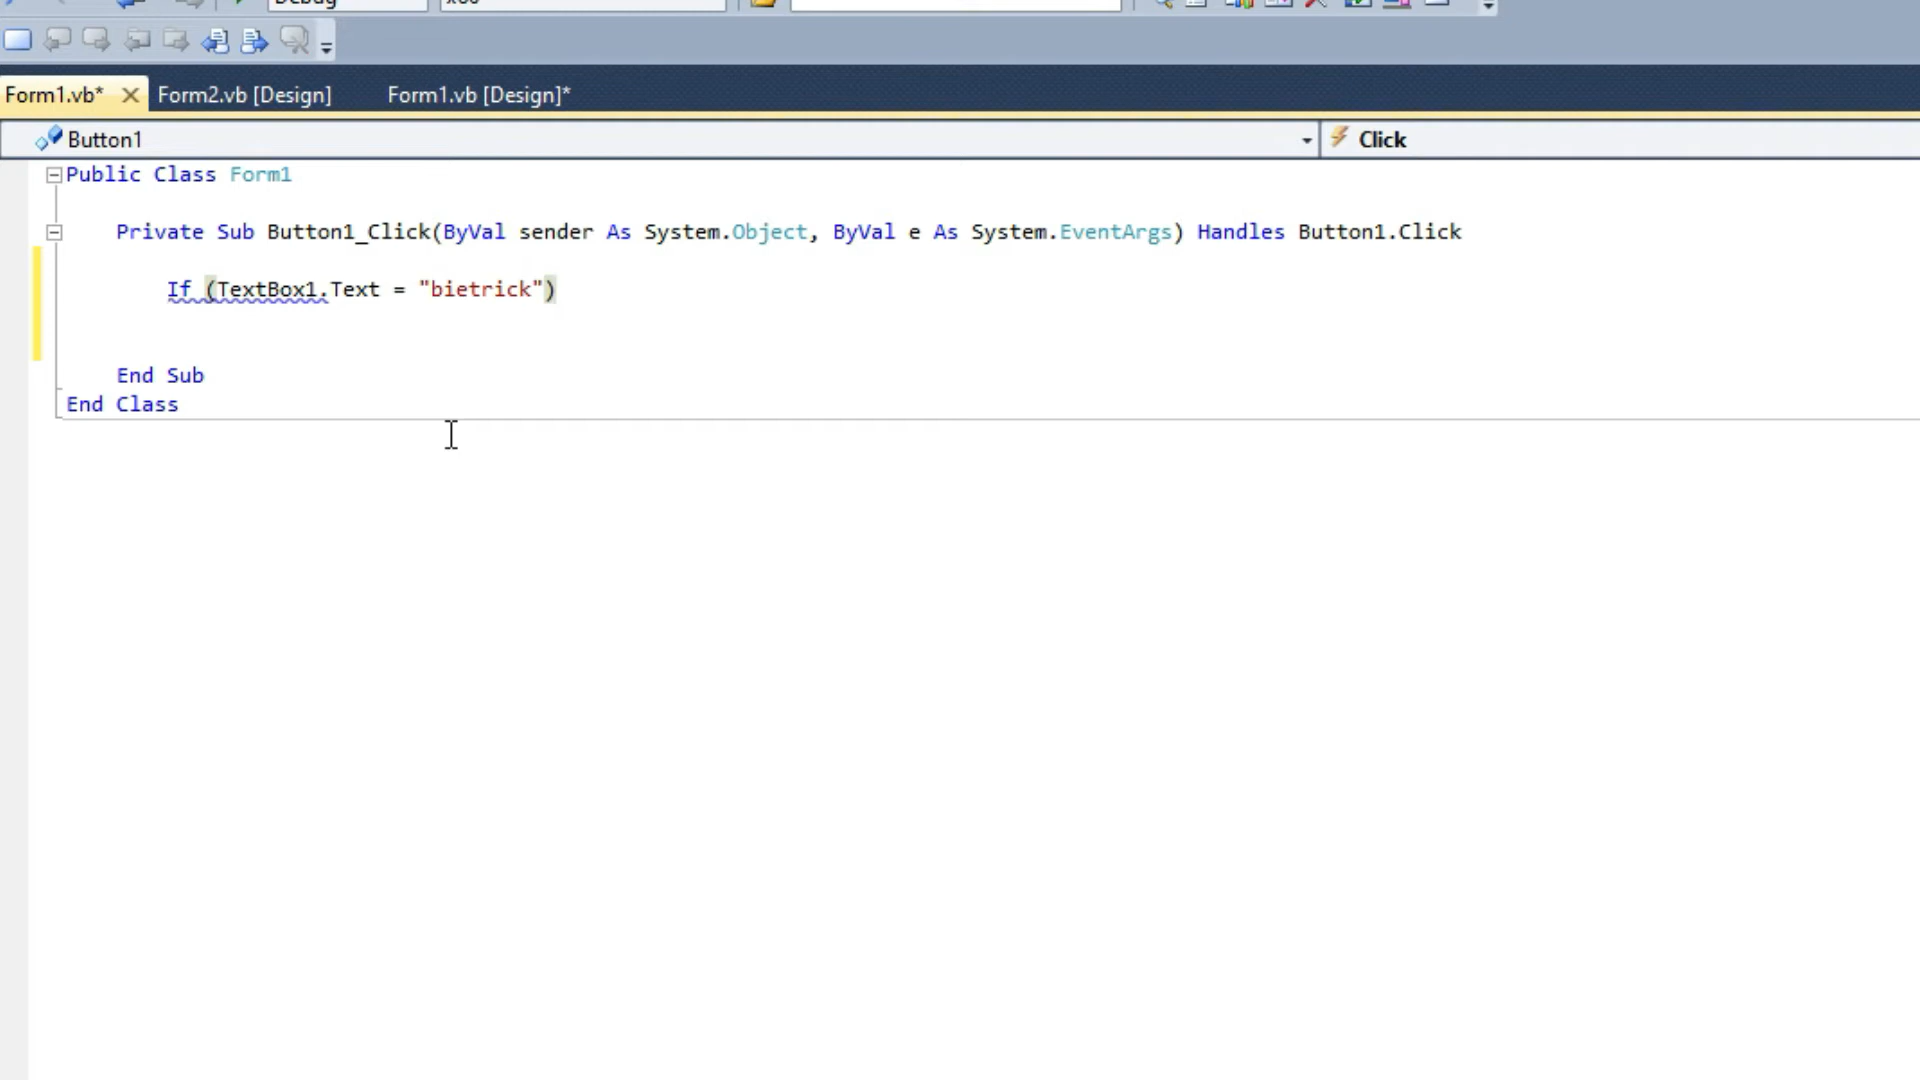 Debug x86
Form1.vb* Form2.vb [Design] Form1.vb [Design]*
Button1 Click
Public Class Form1
Private Sub Button1_Click(ByVal sender As System.Object, ByVal e As System.EventArgs) Handles Button1.Click
If (TextBox1.Text = "bietrick")
End Sub
End Class